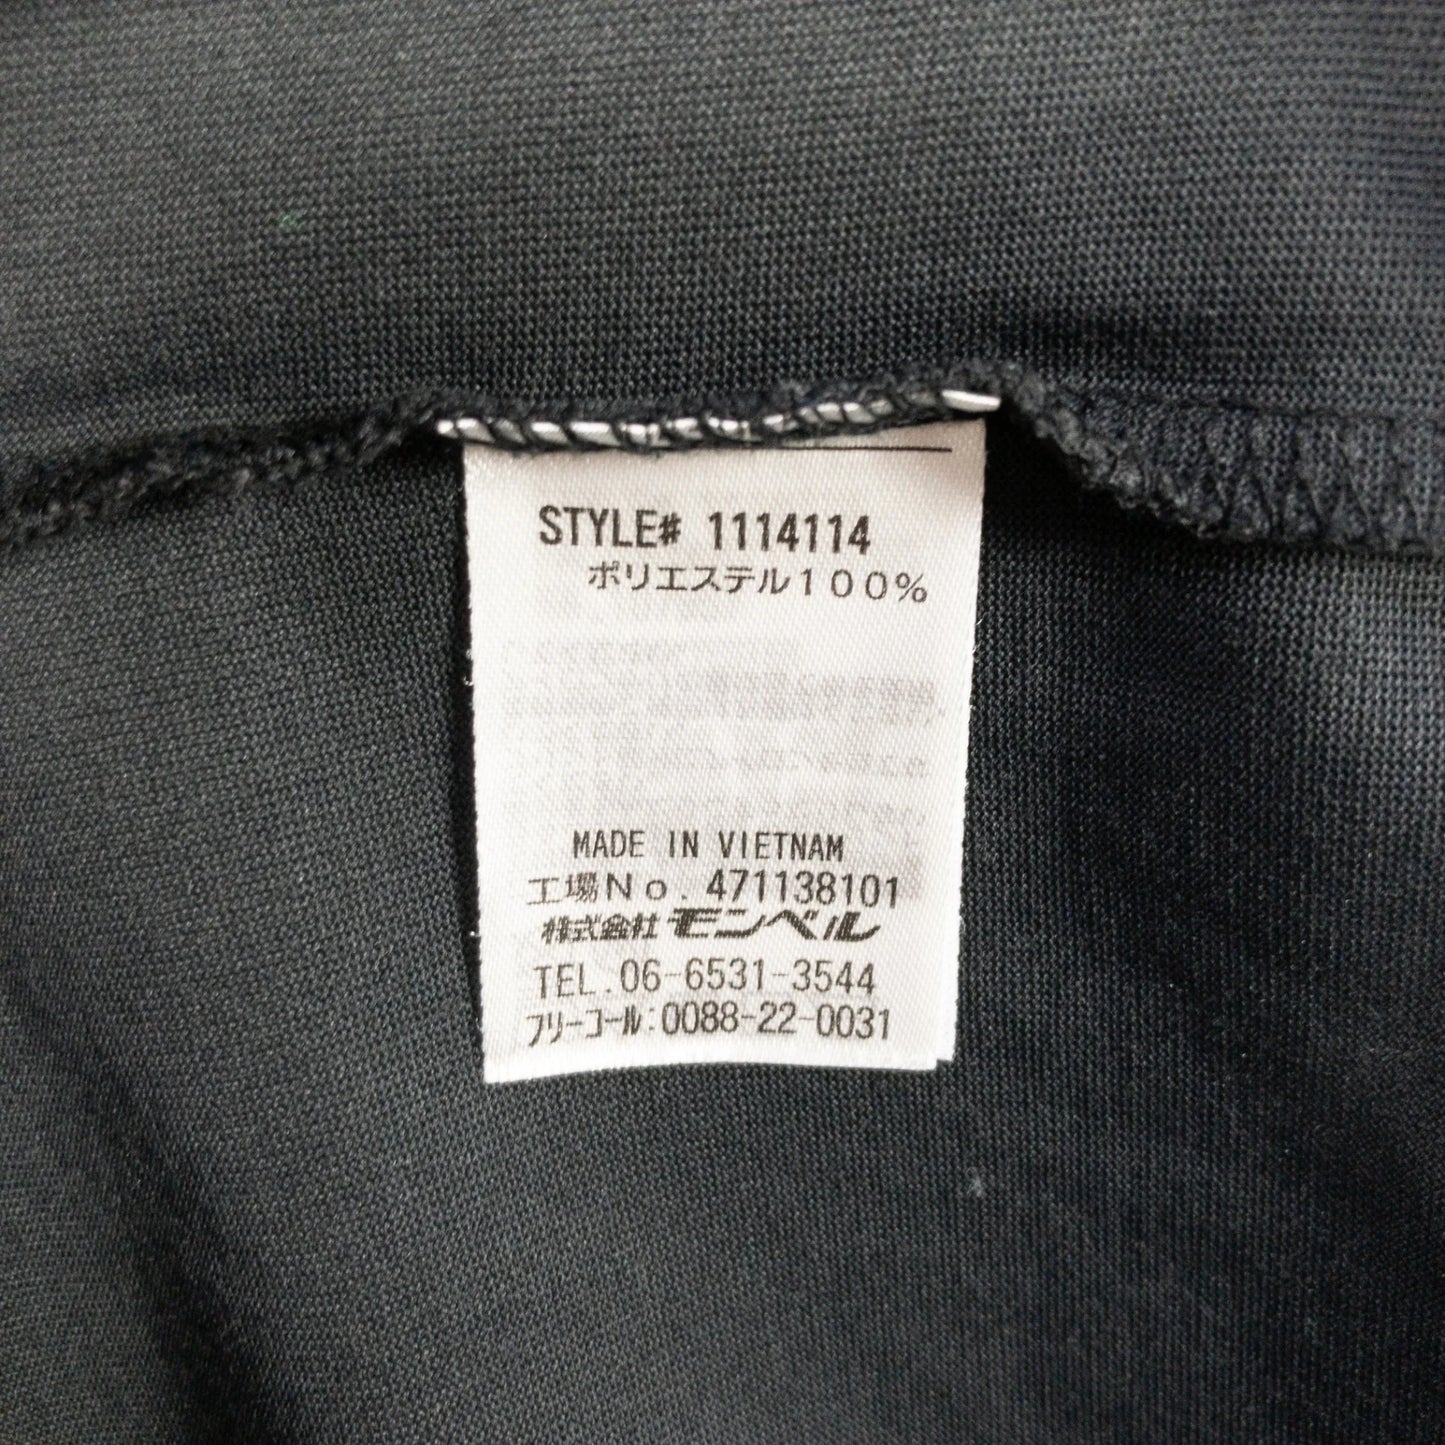 STYLE# 1114114
ポリエステル100%
MADE IN VIETNAM
工場No.471138101
株式会社モンベル
TEL.06-6531-3544
フリーコール:0088-22-0031